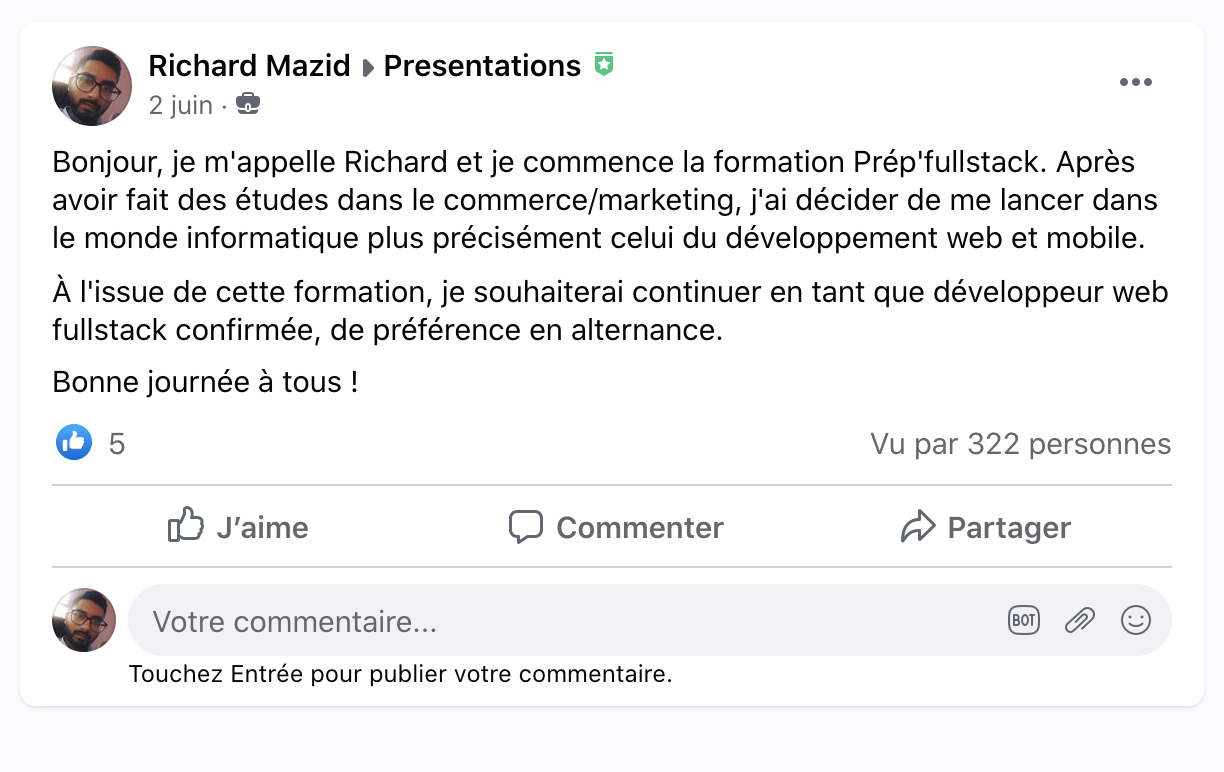 Richard Mazid Presentations
2 juin ·
Bonjour, je m'appelle Richard et je commence la formation Prép'fullstack. Après
avoir fait des études dans le commerce/marketing, j'ai décider de me lancer dans
le monde informatique plus précisément celui du développement web et mobile.
À l'issue de cette formation, je souhaiterai continuer en tant que développeur web
fullstack confirmée, de préférence en alternance.
Bonne journée à tous !
5 Vu par 322 personnes
J’aime Commenter Partager
Votre commentaire... BOT
Touchez Entrée pour publier votre commentaire.